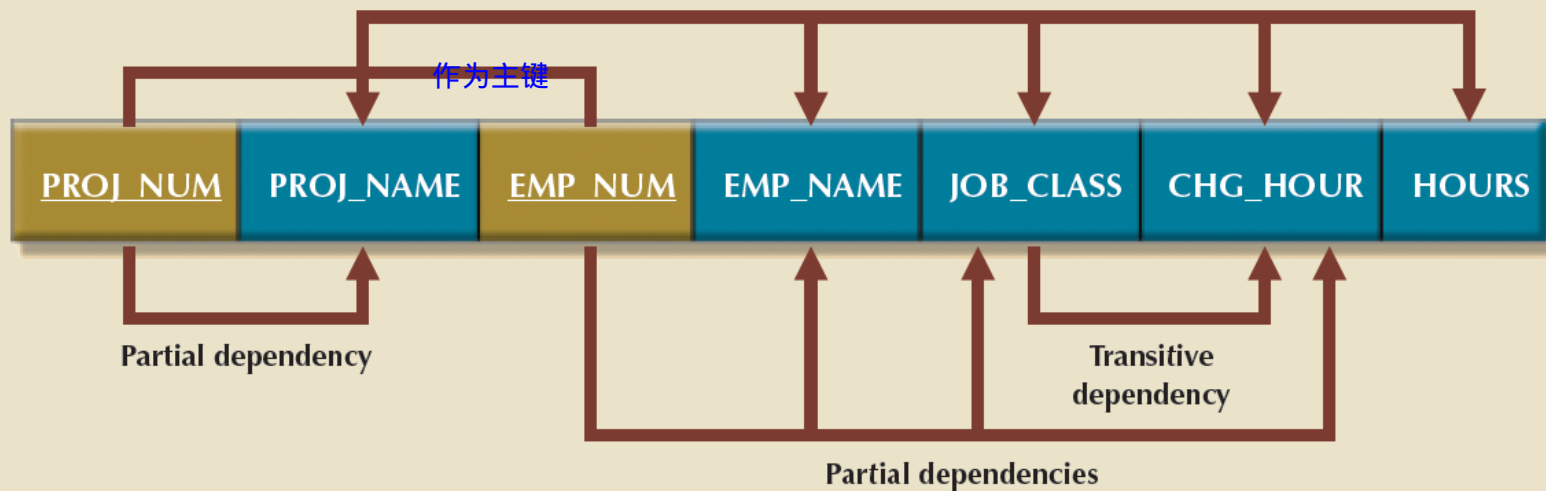 作为主键
PROJ_NUM PROJ_NAME EMP_NUM EMP_NAME JOB_CLASS CHG_HOUR HOURS
Partial dependency
Transitive
dependency
Partial dependencies